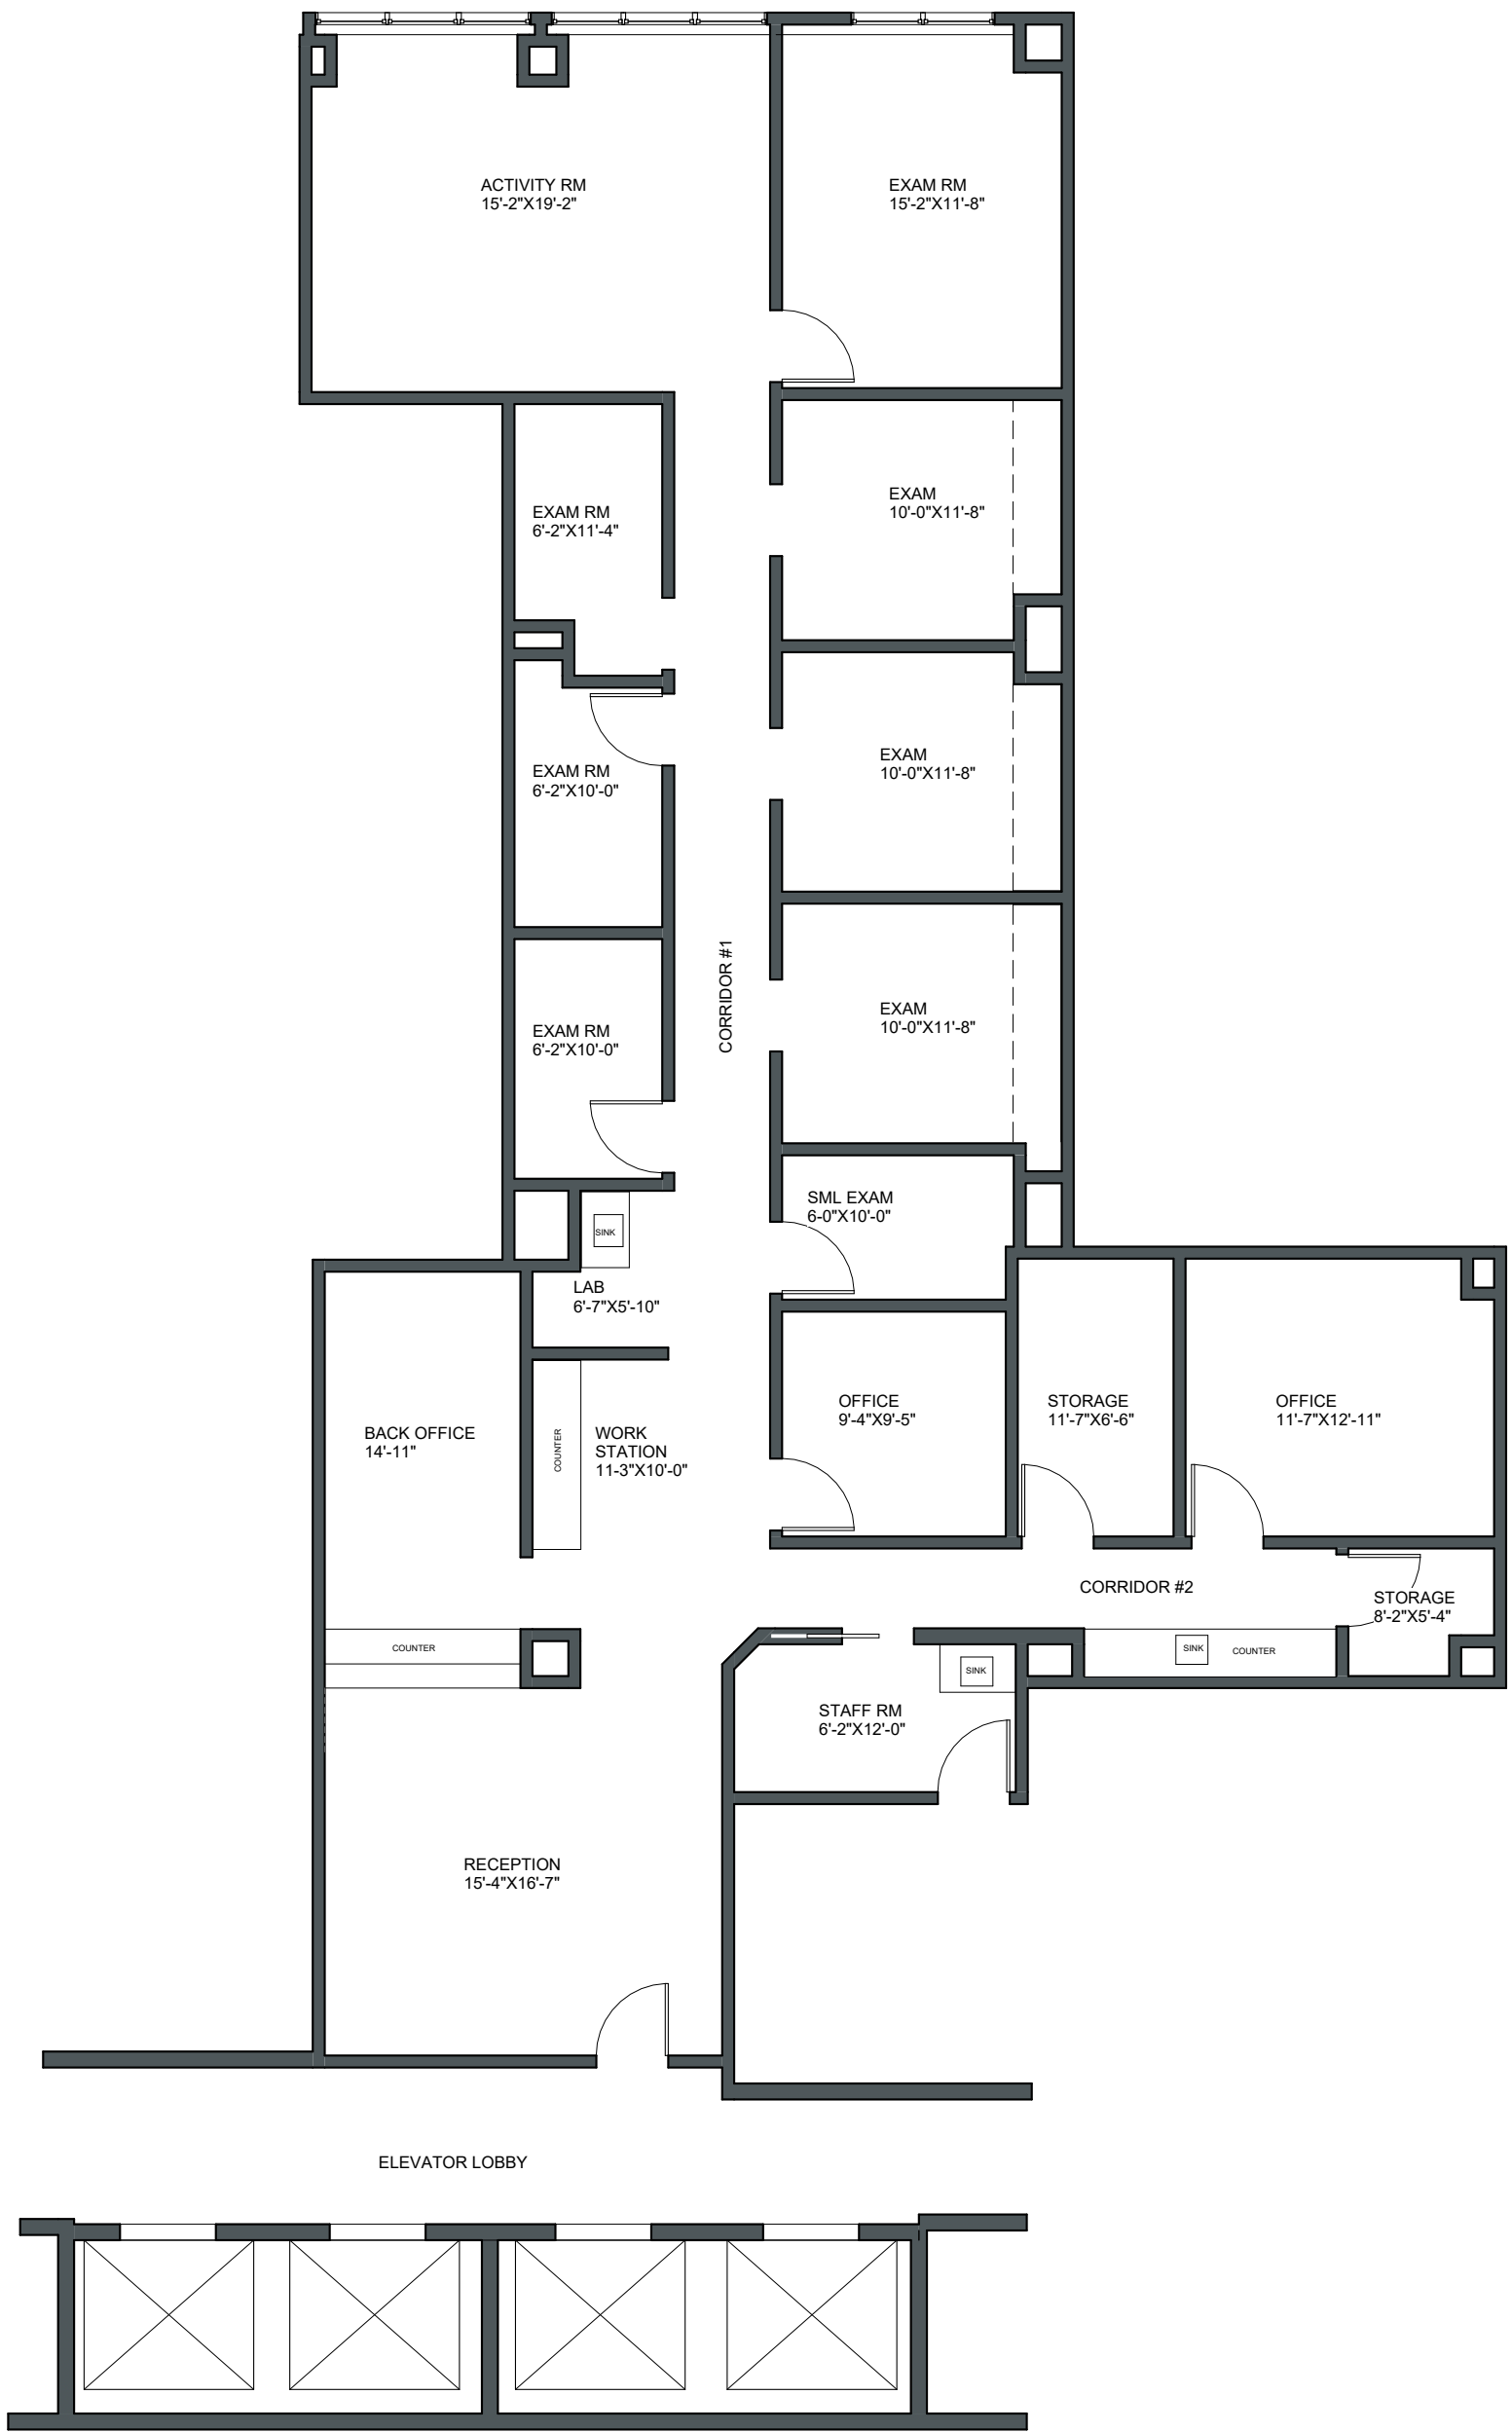 ACTIVITY RM
15'-2"X19'-2"
EXAM RM
15'-2"X11'-8"
EXAM RM
6'-2"X11'-4"
EXAM
10'-0"X11'-8"
EXAM RM
6'-2"X10'-0"
EXAM
10'-0"X11'-8"
CORRIDOR #1
EXAM RM
6'-2"X10'-0"
EXAM
10'-0"X11'-8"
SINK
SML EXAM
6-0"X10'-0"
LAB
6'-7"X5'-10"
BACK OFFICE
14'-11"
COUNTER
WORK
STATION
11-3"X10'-0"
OFFICE
9'-4"X9'-5"
STORAGE
11'-7"X6'-6"
OFFICE
11'-7"X12'-11"
CORRIDOR #2
STORAGE
8'-2"X5'-4"
COUNTER
SINK
COUNTER
SINK
STAFF RM
6'-2"X12'-0"
RECEPTION
15'-4"X16'-7"
ELEVATOR LOBBY